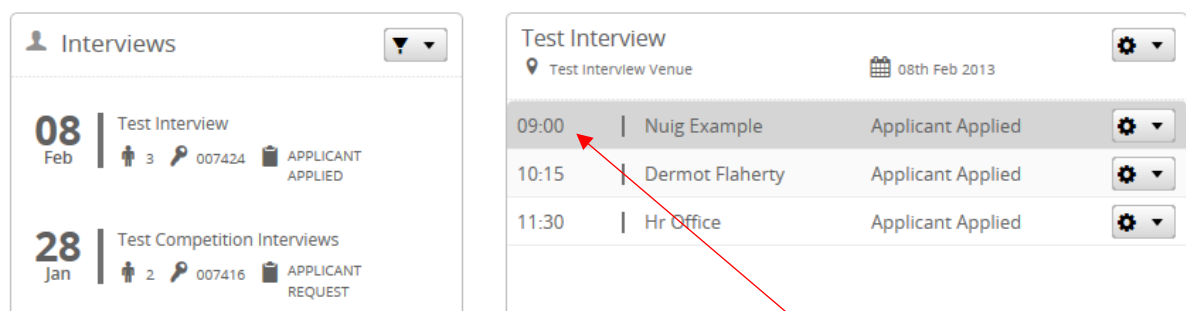 Interviews
08
Feb
Test Interview
3 007424 APPLICANT
APPLIED
28
Jan
Test Competition Interviews
2 007416 APPLICANT
REQUEST
Test Interview
Test Interview Venue 08th Feb 2013
09:00 Nuig Example Applicant Applied
10:15 Dermot Flaherty Applicant Applied
11:30 Hr Office Applicant Applied